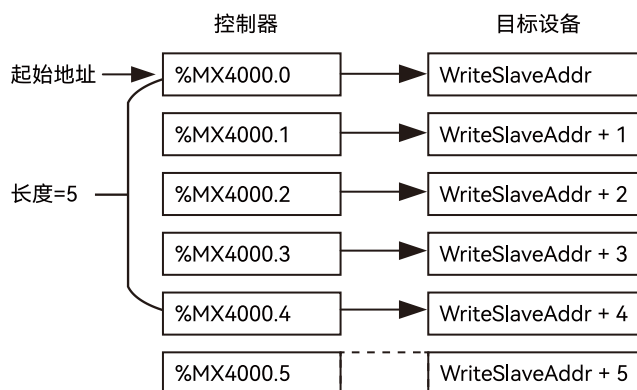 控制器 目标设备
起始地址 %MX4000.0 WriteSlaveAddr
%MX4000.1 WriteSlaveAddr + 1
长度=5 %MX4000.2 WriteSlaveAddr + 2
%MX4000.3 WriteSlaveAddr + 3
%MX4000.4 WriteSlaveAddr + 4
%MX4000.5 WriteSlaveAddr + 5